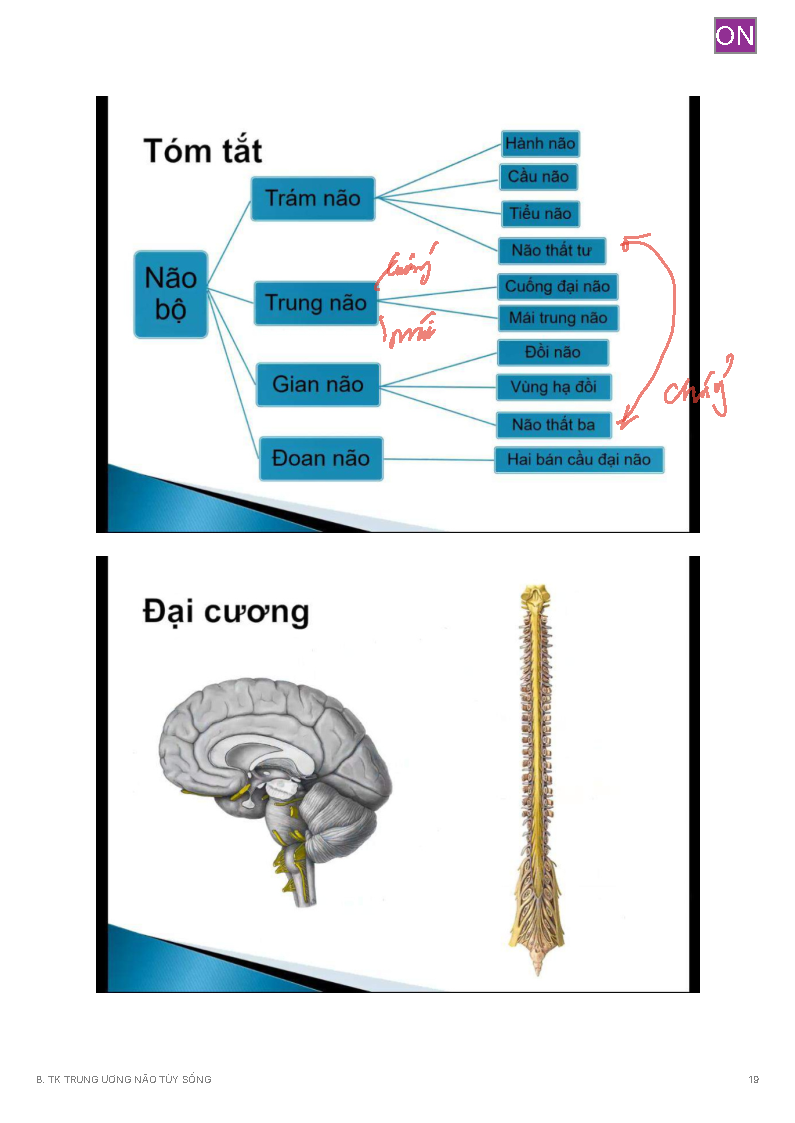 ON
Tóm tắt
Não bộ
Trám não
Hành não
Cầu não
Tiểu não
Não thất tư
Trung não
cuống
mái
Cuống đại não
Mái trung não
Gian não
Đồi não
Vùng hạ đồi
Não thất ba
Đoan não
Hai bán cầu đại não
Đại cương
B. TK TRUNG ƯƠNG NÃO TỦY SỐNG
19